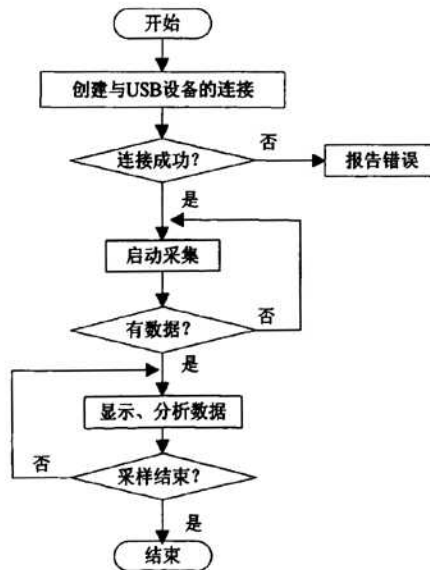 开始
创建与USB设备的连接
连接成功?
否
报告错误
是
启动采集
有数据?
否
是
显示、分析数据
否
采样结束?
是
结束